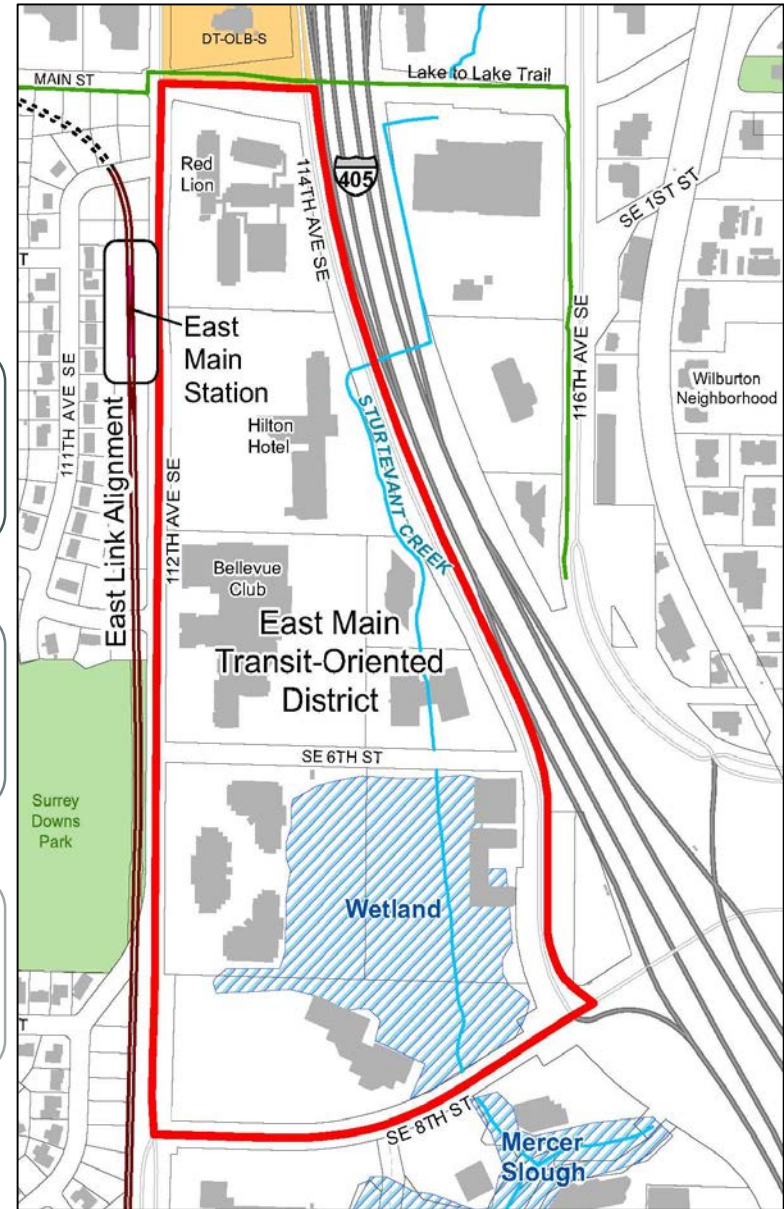 DT-OLB-S
MAIN ST
Lake to Lake Trail
Red
Lion
114TH AVE SE
405
SE 1ST ST
T
East
Main
Station
111TH AVE SE
East Link Alignment
112TH AVE SE
Hilton
Hotel
STURTEVANT CREEK
116TH AVE SE
Wilburton
Neighborhood
Bellevue
Club
East Main
Transit-Oriented
District
SE 6TH ST
Surrey
Downs
Park
Wetland
T
SE 8TH ST
Mercer
Slough